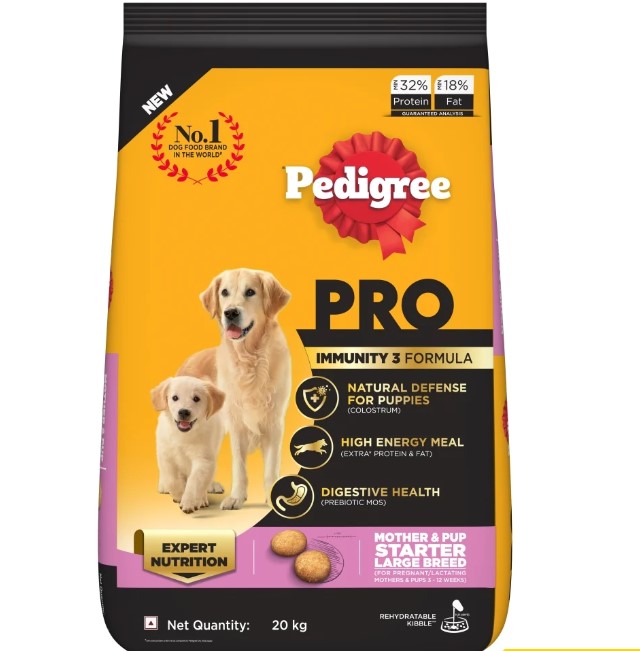 NEW
No.1
DOG FOOD BRAND
IN THE WORLD*
MIN 32% MIN 18%
Protein Fat
GUARANTEED ANALYSIS
Pedigree
PRO
IMMUNITY 3 FORMULA
NATURAL DEFENSE
FOR PUPPIES
(COLOSTRUM)
HIGH ENERGY MEAL
(EXTRA* PROTEIN & FAT)
DIGESTIVE HEALTH
(PREBIOTIC MOS)
EXPERT
NUTRITION
MOTHER & PUP
STARTER
LARGE BREED
(FOR PREGNANT/LACTATING
MOTHERS & PUPS 3 - 12 WEEKS)
Net Quantity: 20 kg
REHYDRATABLE
KIBBLE™